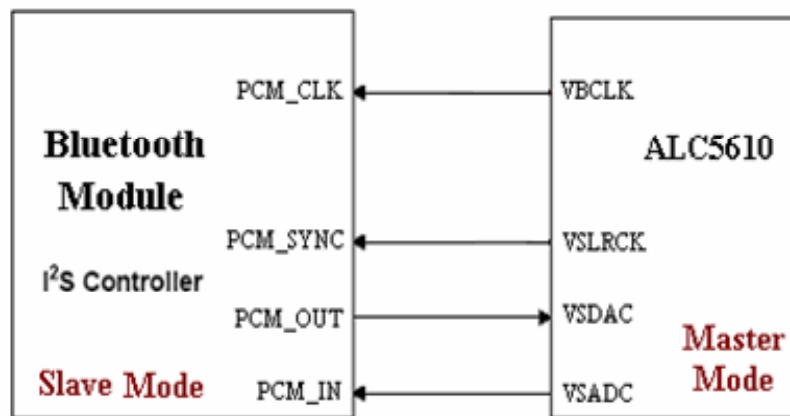 PCM_CLK
VBCLK
Bluetooth
Module
ALC5610
PCM_SYNC
VSLRCK
I²S Controller
PCM_OUT
VSDAC
Slave Mode
PCM_IN
VSADC
Master
Mode